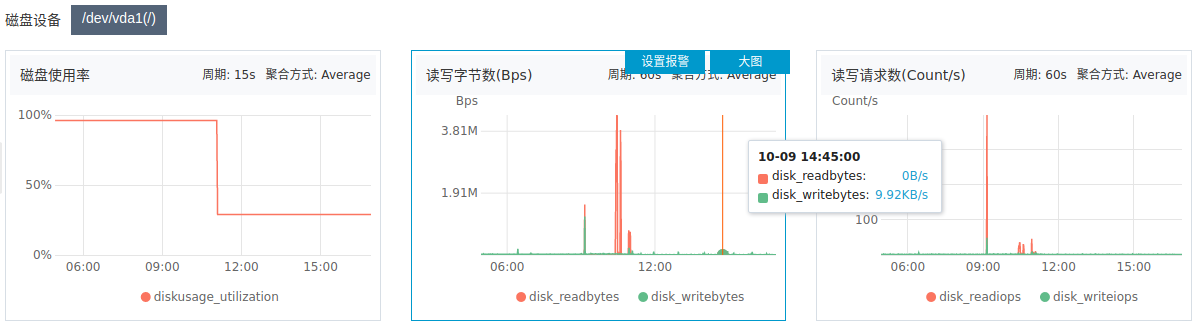 磁盘设备 /dev/vda1(/)
磁盘使用率 周期: 15s 聚合方式: Average
100%
50%
0%
06:00 09:00 12:00 15:00
diskusage_utilization
设置报警 大图
读写字节数(Bps) 周期: 60s 聚合方式: Average
Bps
3.81M
1.91M
06:00 12:00
disk_readbytes disk_writebytes
10-09 14:45:00
disk_readbytes: 0B/s
disk_writebytes: 9.92KB/s
读写请求数(Count/s) 周期: 60s 聚合方式: Average
Count/s
100
06:00 09:00 12:00 15:00
disk_readiops disk_writeiops